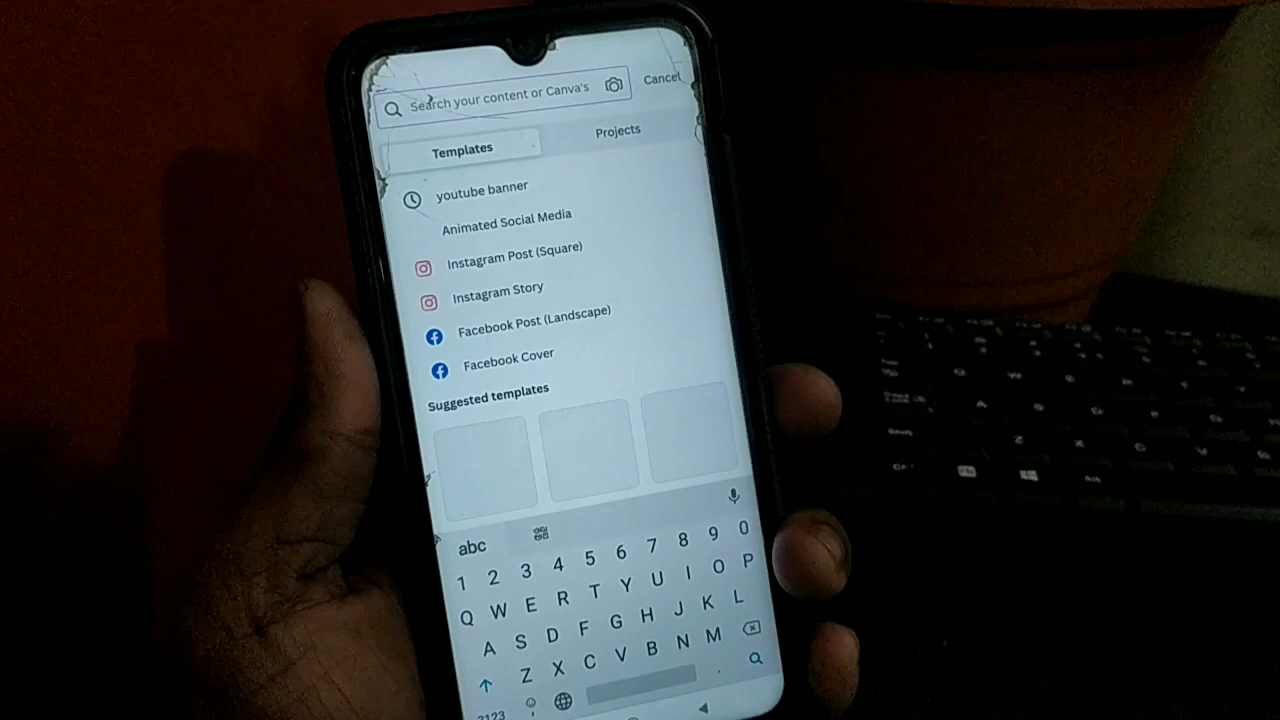 Search your content or Canva's
Cancel
Templates
Projects
youtube banner
Animated Social Media
Instagram Post (Square)
Instagram Story
Facebook Post (Landscape)
Facebook Cover
Suggested templates
abc
1 2 3 4 5 6 7 8 9 0
Q W E R T Y U I O P
A S D F G H J K L
Z X C V B N M
?123